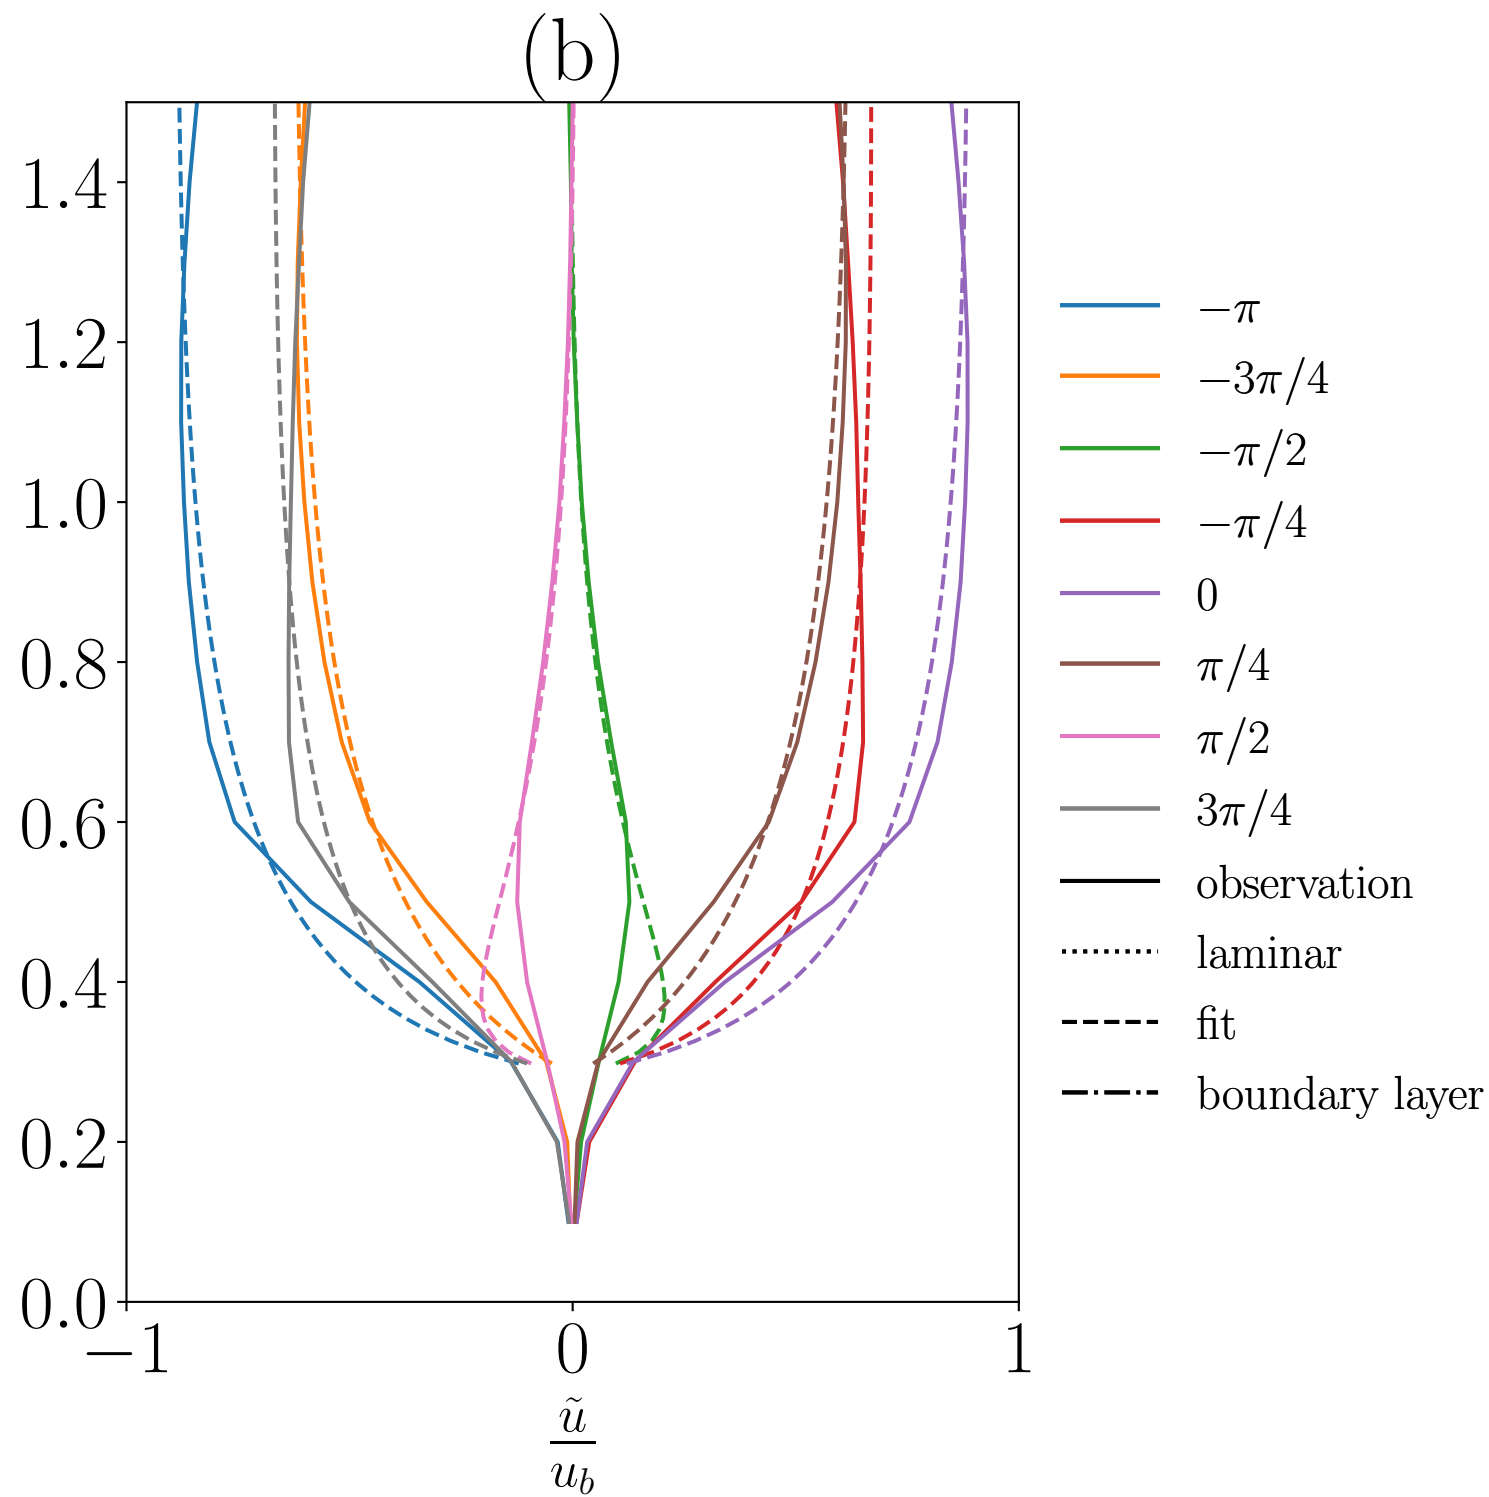 (b)
1.4
1.2
1.0
0.8
0.6
0.4
0.2
0.0
−1 0 1
ũ
u_b
−π
−3π/4
−π/2
−π/4
0
π/4
π/2
3π/4
observation
laminar
fit
boundary layer